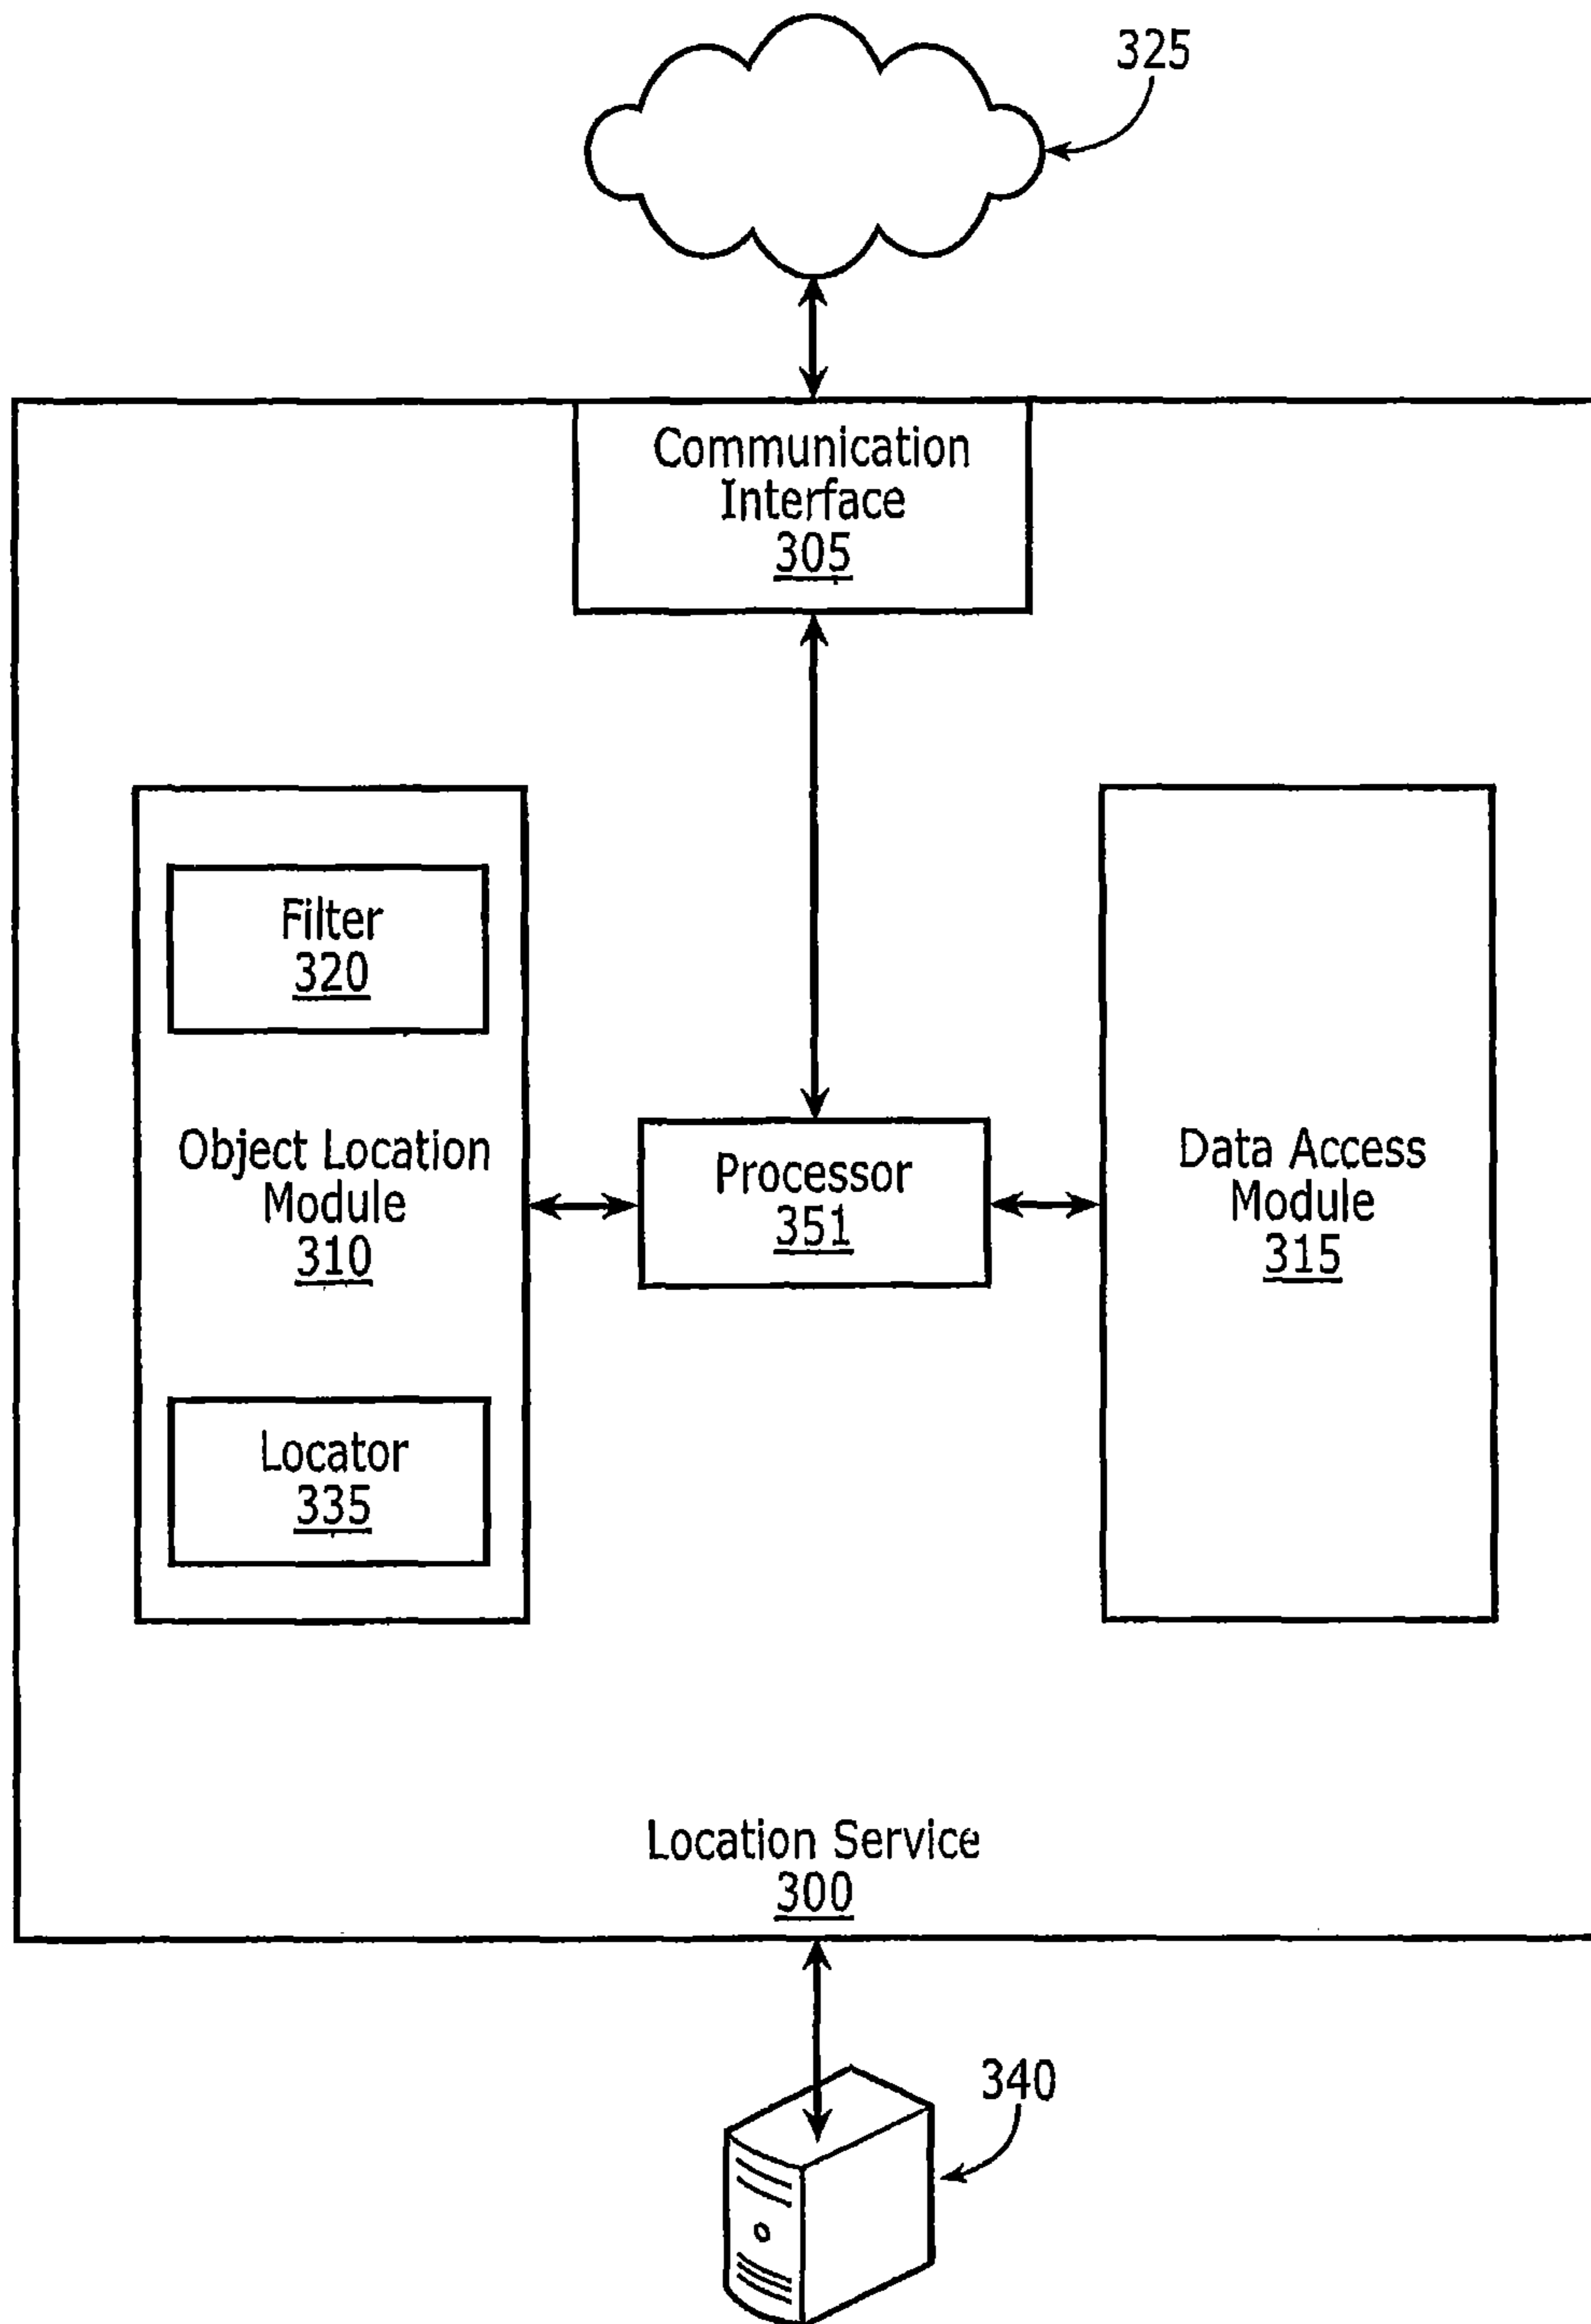 325
Communication
Interface
305
Filter
320
Object Location
Module
310
Processor
351
Data Access
Module
315
Locator
335
Location Service
300
340